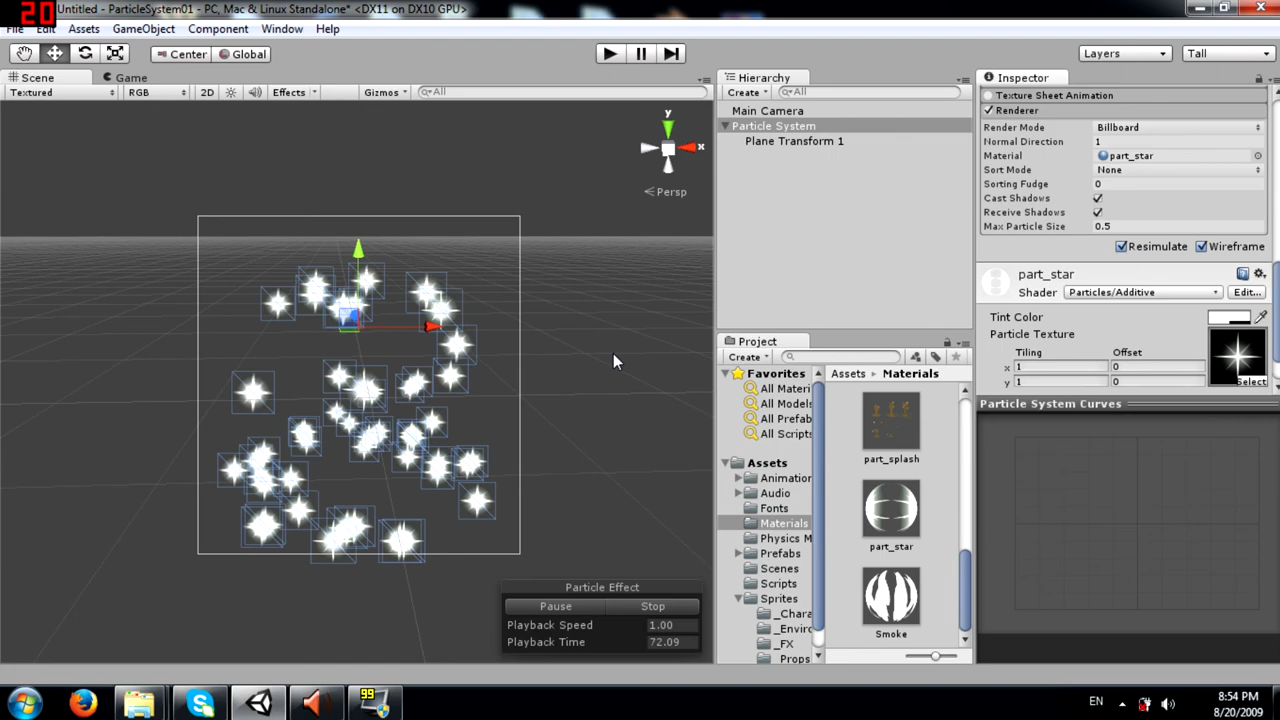 20
Untitled - ParticleSystem01 - PC, Mac & Linux Standalone* <DX11 on DX10 GPU>
File Edit Assets GameObject Component Window Help
Center Global Layers Tall
Scene Game
Textured RGB 2D Effects Gizmos All
y
x
Persp
Particle Effect
Pause Stop
Playback Speed 1.00
Playback Time 72.09
Hierarchy
Create All
Main Camera
Particle System
Plane Transform 1
Project
Create
Favorites
All Materi
All Models
All Prefab
All Scripts
Assets
Animation
Audio
Fonts
Materials
Physics M
Prefabs
Scenes
Scripts
Sprites
_Chara
_Enviro
_FX
Props
Assets Materials
part_splash
part_star
Smoke
Inspector
Texture Sheet Animation
Renderer
Render Mode Billboard
Normal Direction 1
Material part_star
Sort Mode None
Sorting Fudge 0
Cast Shadows
Receive Shadows
Max Particle Size 0.5
Resimulate Wireframe
part_star
Shader Particles/Additive Edit...
Tint Color
Particle Texture
Tiling Offset
x 1 0
y 1 0
Select
Particle System Curves
99
EN
8:54 PM
8/20/2009